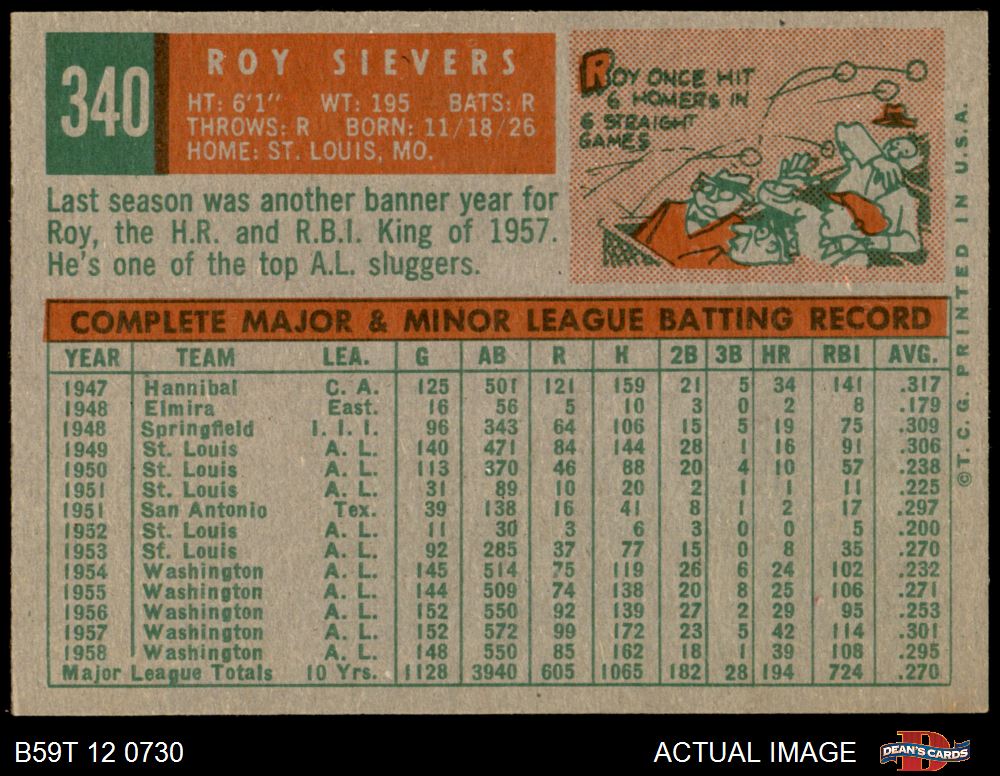 340
ROY SIEVERS
HT: 6'1" WT: 195 BATS: R
THROWS: R BORN: 11/18/26
HOME: ST. LOUIS, MO.
ROY ONCE HIT
6 HOMERS IN
6 STRAIGHT
GAMES
Last season was another banner year for
Roy, the H.R. and R.B.I. King of 1957.
He's one of the top A.L. sluggers.
COMPLETE MAJOR & MINOR LEAGUE BATTING RECORD
YEAR TEAM LEA. G AB R H 2B 3B HR RBI AVG.
1947 Hannibal C. A. 125 501 121 159 21 5 34 141 .317
1948 Elmira East. 16 56 5 10 3 0 2 8 .179
1948 Springfield I. I. I. 96 343 64 106 15 5 19 75 .309
1949 St. Louis A. L. 140 471 84 144 28 1 16 91 .306
1950 St. Louis A. L. 113 370 46 88 20 4 10 57 .238
1951 St. Louis A. L. 31 89 10 20 2 1 1 11 .225
1951 San Antonio Tex. 39 138 16 41 8 1 2 17 .297
1952 St. Louis A. L. 11 30 3 6 3 0 0 5 .200
1953 St. Louis A. L. 92 285 37 77 15 0 8 35 .270
1954 Washington A. L. 145 514 75 119 26 6 24 102 .232
1955 Washington A. L. 144 509 74 138 20 8 25 106 .271
1956 Washington A. L. 152 550 92 139 27 2 29 95 .253
1957 Washington A. L. 152 572 99 172 23 5 42 114 .301
1958 Washington A. L. 148 550 85 162 18 1 39 108 .295
Major League Totals 10 Yrs. 1128 3940 605 1065 182 28 194 724 .270
©T. C. G. PRINTED IN U.S.A.
B59T 12 0730
ACTUAL IMAGE
DEAN'S CARDS